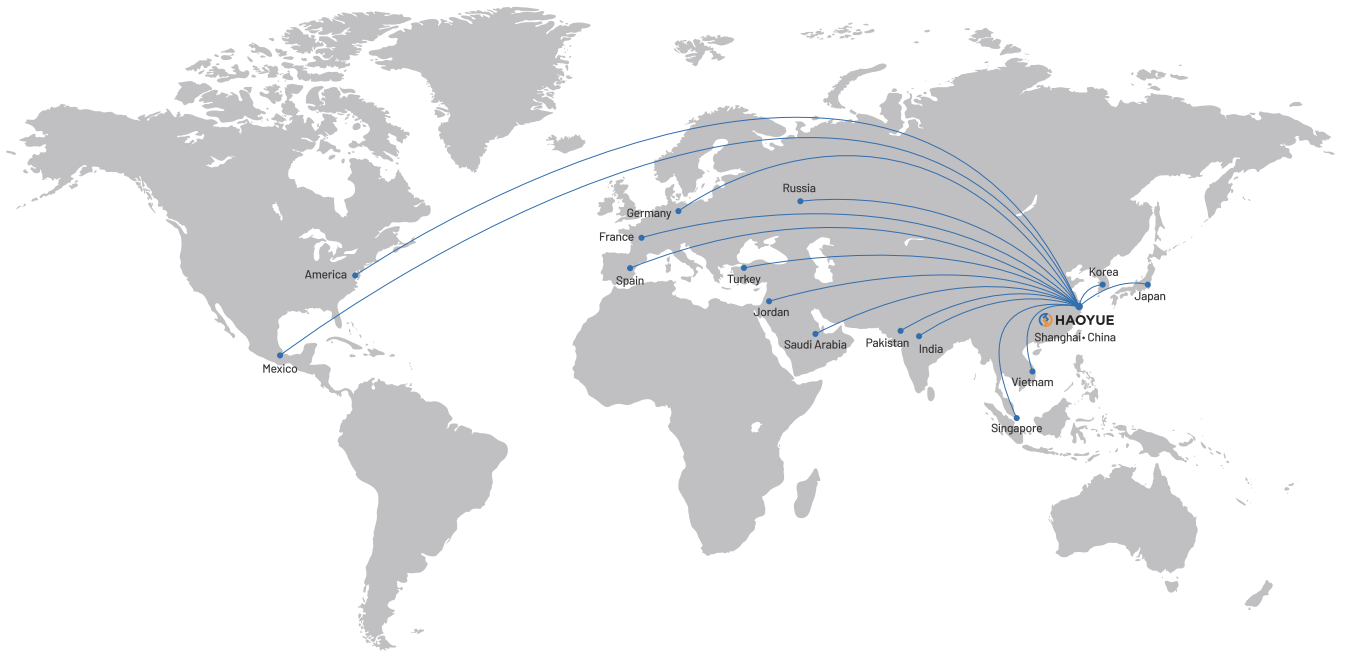 Russia
Germany
France
America
Spain
Turkey
Korea
Japan
Jordan
HAOYUE
Shanghai•China
Saudi Arabia
Pakistan
India
Mexico
Vietnam
Singapore